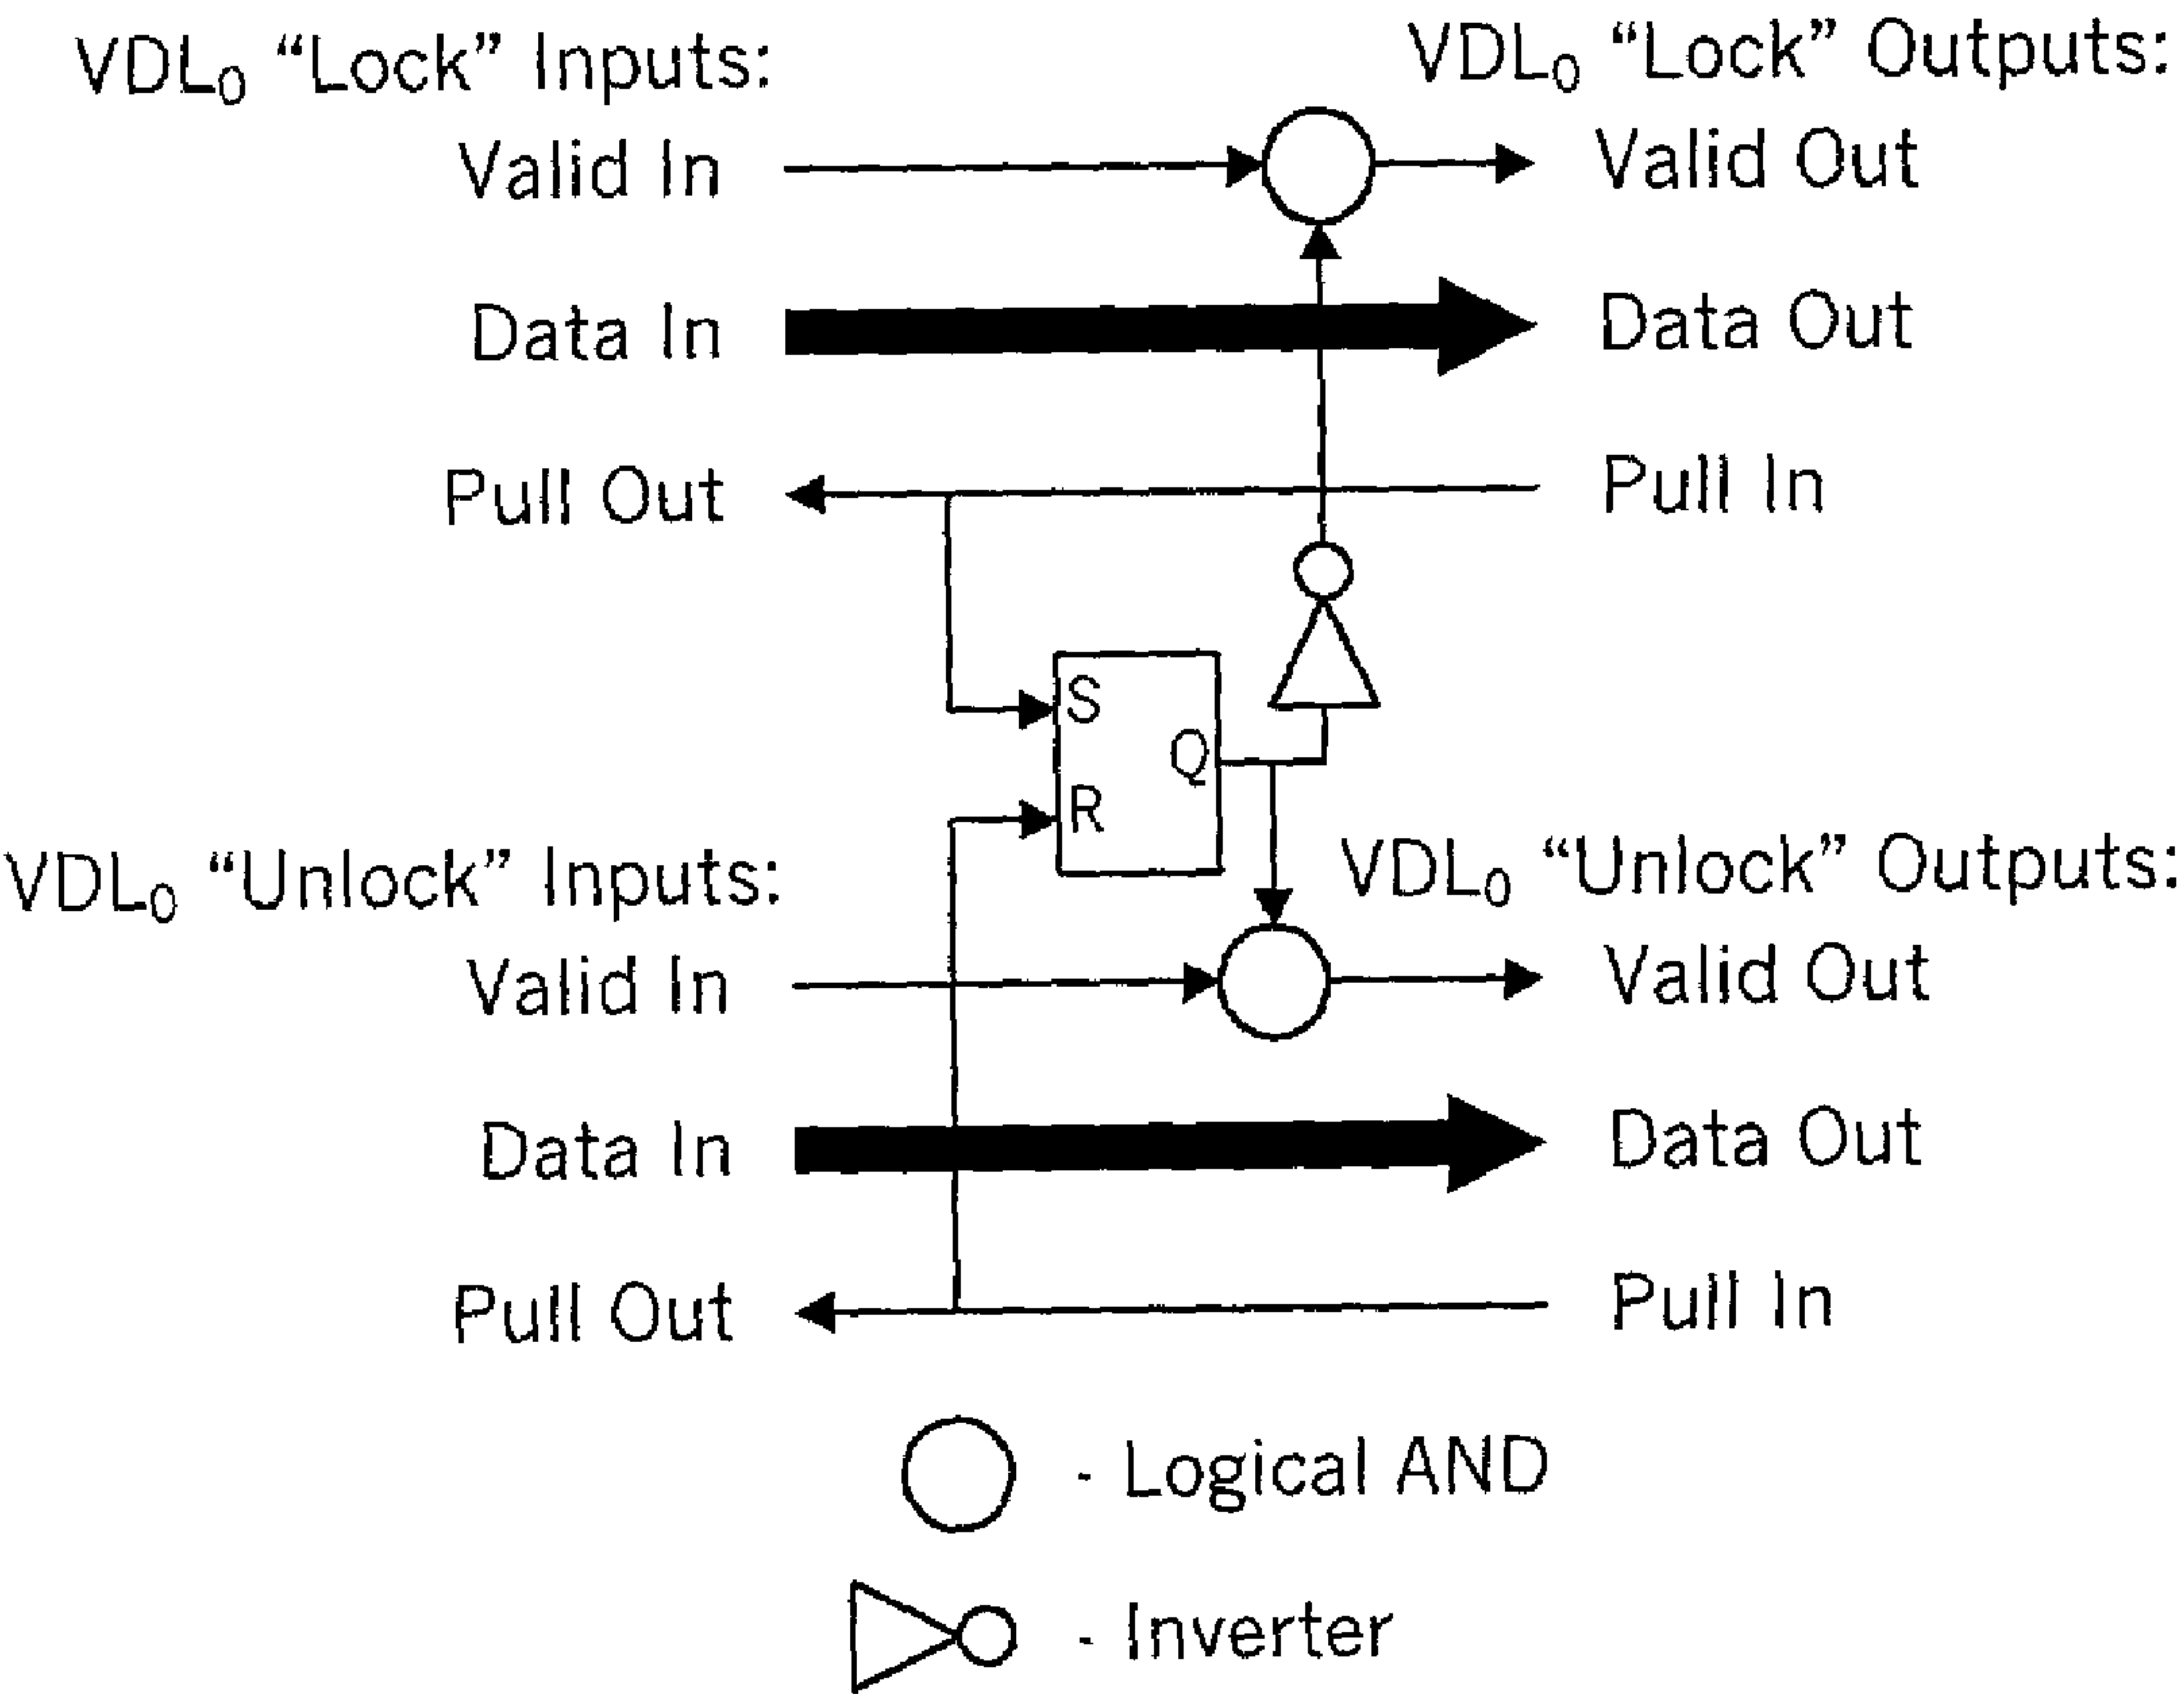 VDL₀ “Lock” Inputs:
VDL₀ “Lock” Outputs:
Valid In
Valid Out
Data In
Data Out
Pull Out
Pull In
S
Q
R
VDL₀ “Unlock” Inputs:
VDL₀ “Unlock” Outputs:
Valid In
Valid Out
Data In
Data Out
Pull Out
Pull In
- Logical AND
- Inverter